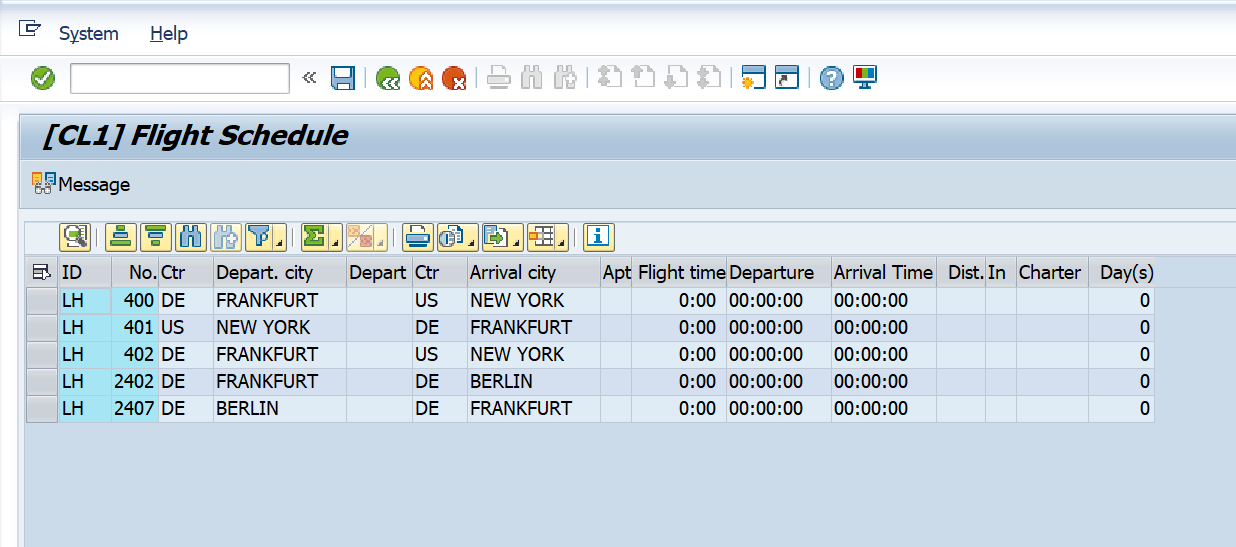 System Help
[CL1] Flight Schedule
Message
ID No. Ctr Depart. city Depart Ctr Arrival city Apt Flight time Departure Arrival Time Dist. In Charter Day(s)
LH 400 DE FRANKFURT US NEW YORK 0:00 00:00:00 00:00:00 0
LH 401 US NEW YORK DE FRANKFURT 0:00 00:00:00 00:00:00 0
LH 402 DE FRANKFURT US NEW YORK 0:00 00:00:00 00:00:00 0
LH 2402 DE FRANKFURT DE BERLIN 0:00 00:00:00 00:00:00 0
LH 2407 DE BERLIN DE FRANKFURT 0:00 00:00:00 00:00:00 0